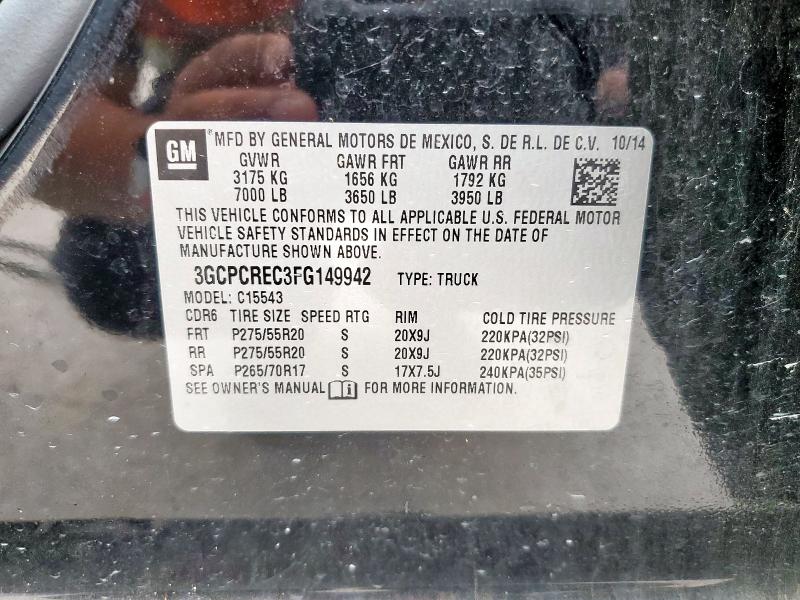 GM ® MFD BY GENERAL MOTORS DE MEXICO, S. DE R.L. DE C.V. 10/14
GVWR GAWR FRT GAWR RR
3175 KG 1656 KG 1792 KG
7000 LB 3650 LB 3950 LB
THIS VEHICLE CONFORMS TO ALL APPLICABLE U.S. FEDERAL MOTOR
VEHICLE SAFETY STANDARDS IN EFFECT ON THE DATE OF
MANUFACTURE SHOWN ABOVE.
3GCPCREC3FG149942 TYPE: TRUCK
MODEL: C15543
CDR6 TIRE SIZE SPEED RTG RIM COLD TIRE PRESSURE
FRT P275/55R20 S 20X9J 220KPA(32PSI)
RR P275/55R20 S 20X9J 220KPA(32PSI)
SPA P265/70R17 S 17X7.5J 240KPA(35PSI)
SEE OWNER'S MANUAL FOR MORE INFORMATION.